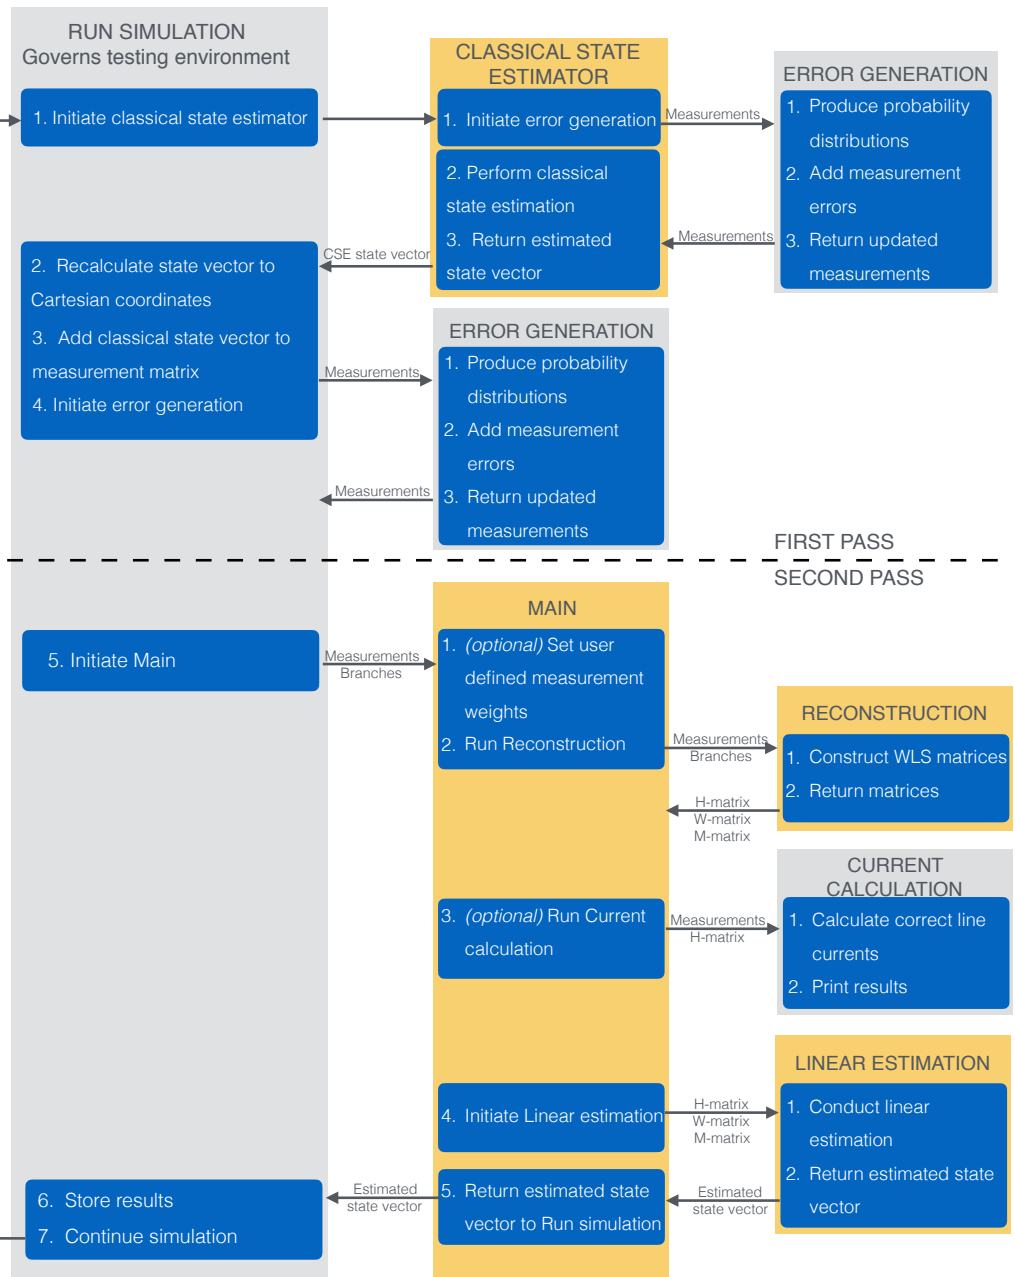 RUN SIMULATION
Governs testing environment
1. Initiate classical state estimator
CLASSICAL STATE
ESTIMATOR
1. Initiate error generation
Measurements
ERROR GENERATION
1. Produce probability
distributions
2. Add measurement
errors
3. Return updated
measurements
2. Perform classical
state estimation
3. Return estimated
state vector
Measurements
CSE state vector
2. Recalculate state vector to
Cartesian coordinates
3. Add classical state vector to
measurement matrix
4. Initiate error generation
Measurements
ERROR GENERATION
1. Produce probability
distributions
2. Add measurement
errors
3. Return updated
measurements
Measurements
FIRST PASS
SECOND PASS
5. Initiate Main
Measurements
Branches
MAIN
1. (optional) Set user
defined measurement
weights
2. Run Reconstruction
Measurements
Branches
RECONSTRUCTION
1. Construct WLS matrices
2. Return matrices
H-matrix
W-matrix
M-matrix
3. (optional) Run Current
calculation
Measurements
H-matrix
CURRENT
CALCULATION
1. Calculate correct line
currents
2. Print results
4. Initiate Linear estimation
H-matrix
W-matrix
M-matrix
LINEAR ESTIMATION
1. Conduct linear
estimation
2. Return estimated state
vector
Estimated
state vector
5. Return estimated state
vector to Run simulation
Estimated
state vector
6. Store results
7. Continue simulation